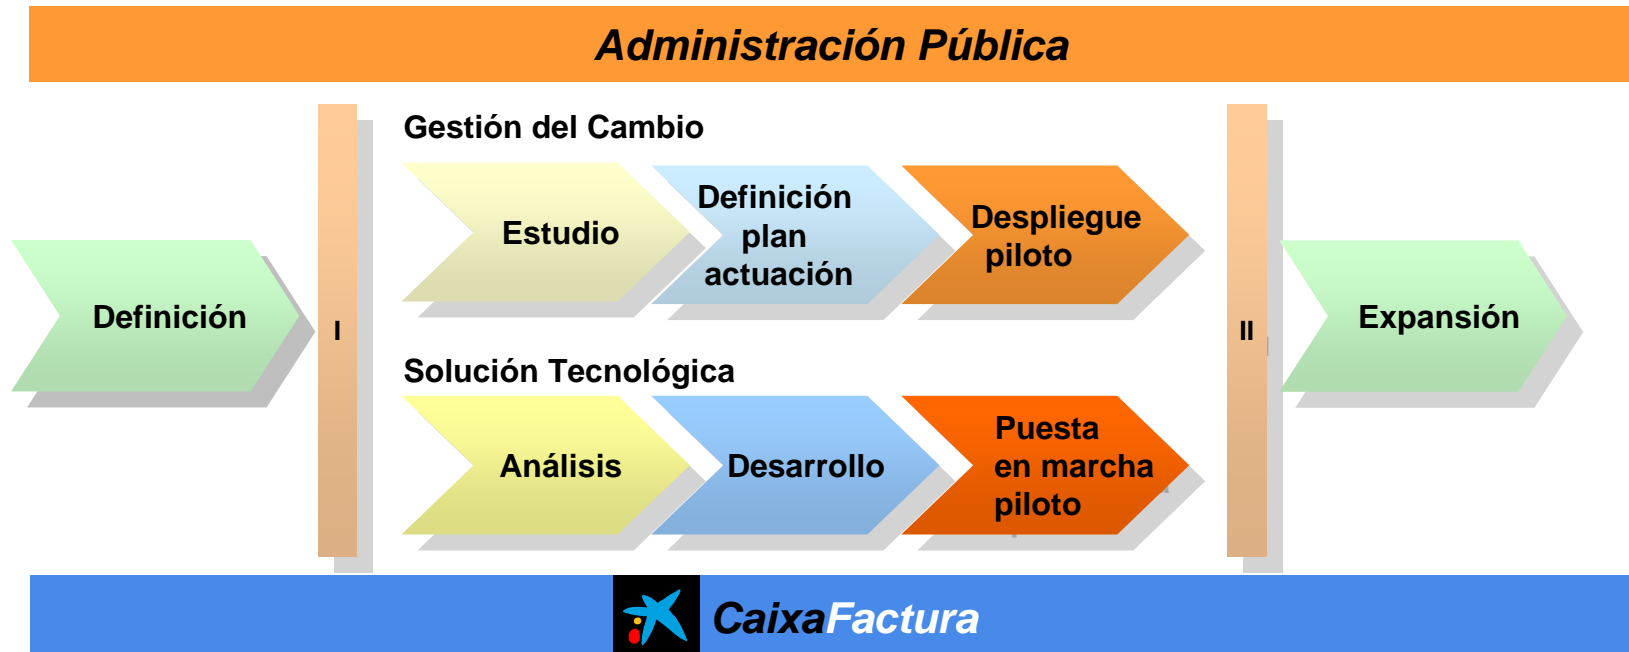 Administración Pública
Definición
I
Gestión del Cambio
Estudio
Definición
plan
actuación
Despliegue
piloto
Solución Tecnológica
Análisis
Desarrollo
Puesta
en marcha
piloto
II
Expansión
CaixaFactura